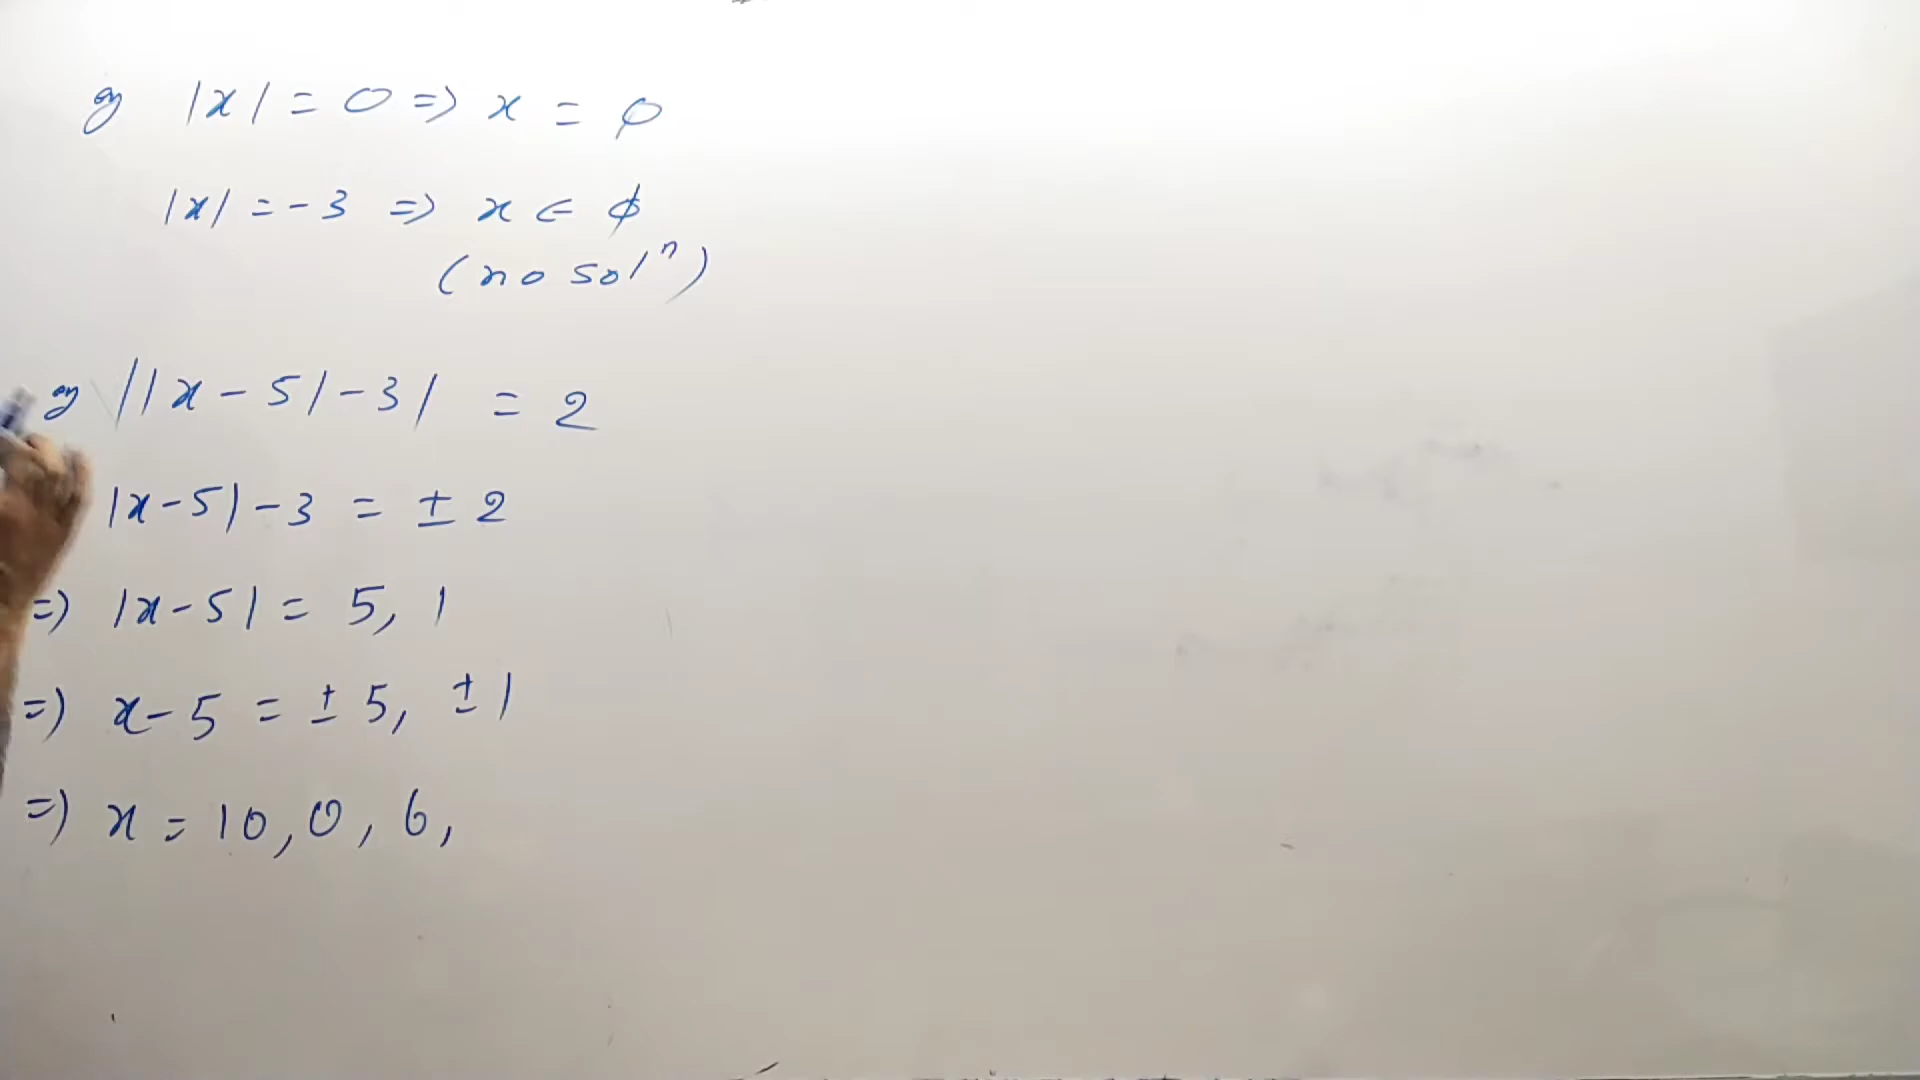 eg |x| = 0 => x = 0
|x| = -3 => x ∈ ϕ
(no solⁿ)
eg ||x-5|-3| = 2
|x-5|-3 = ± 2
=> |x-5| = 5, 1
=> x-5 = ± 5, ± 1
=> x = 10, 0, 6,